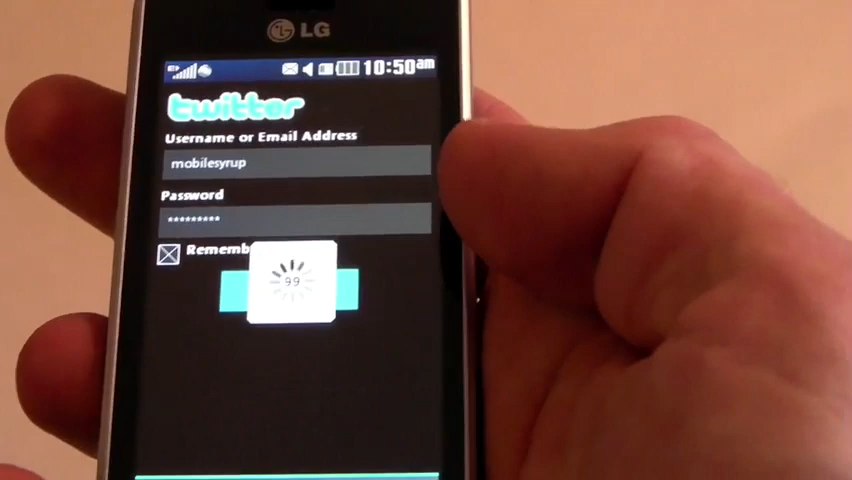 LG
10:50am
twitter
Username or Email Address
mobilesyrup
Password
*********
Rememb
99